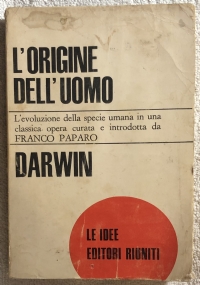 L'ORIGINE
DELL'UOMO
L'evoluzione della specie umana in una
classica opera curata e introdotta da
FRANCO PAPARO
DARWIN
LE IDEE
EDITORI RIUNITI